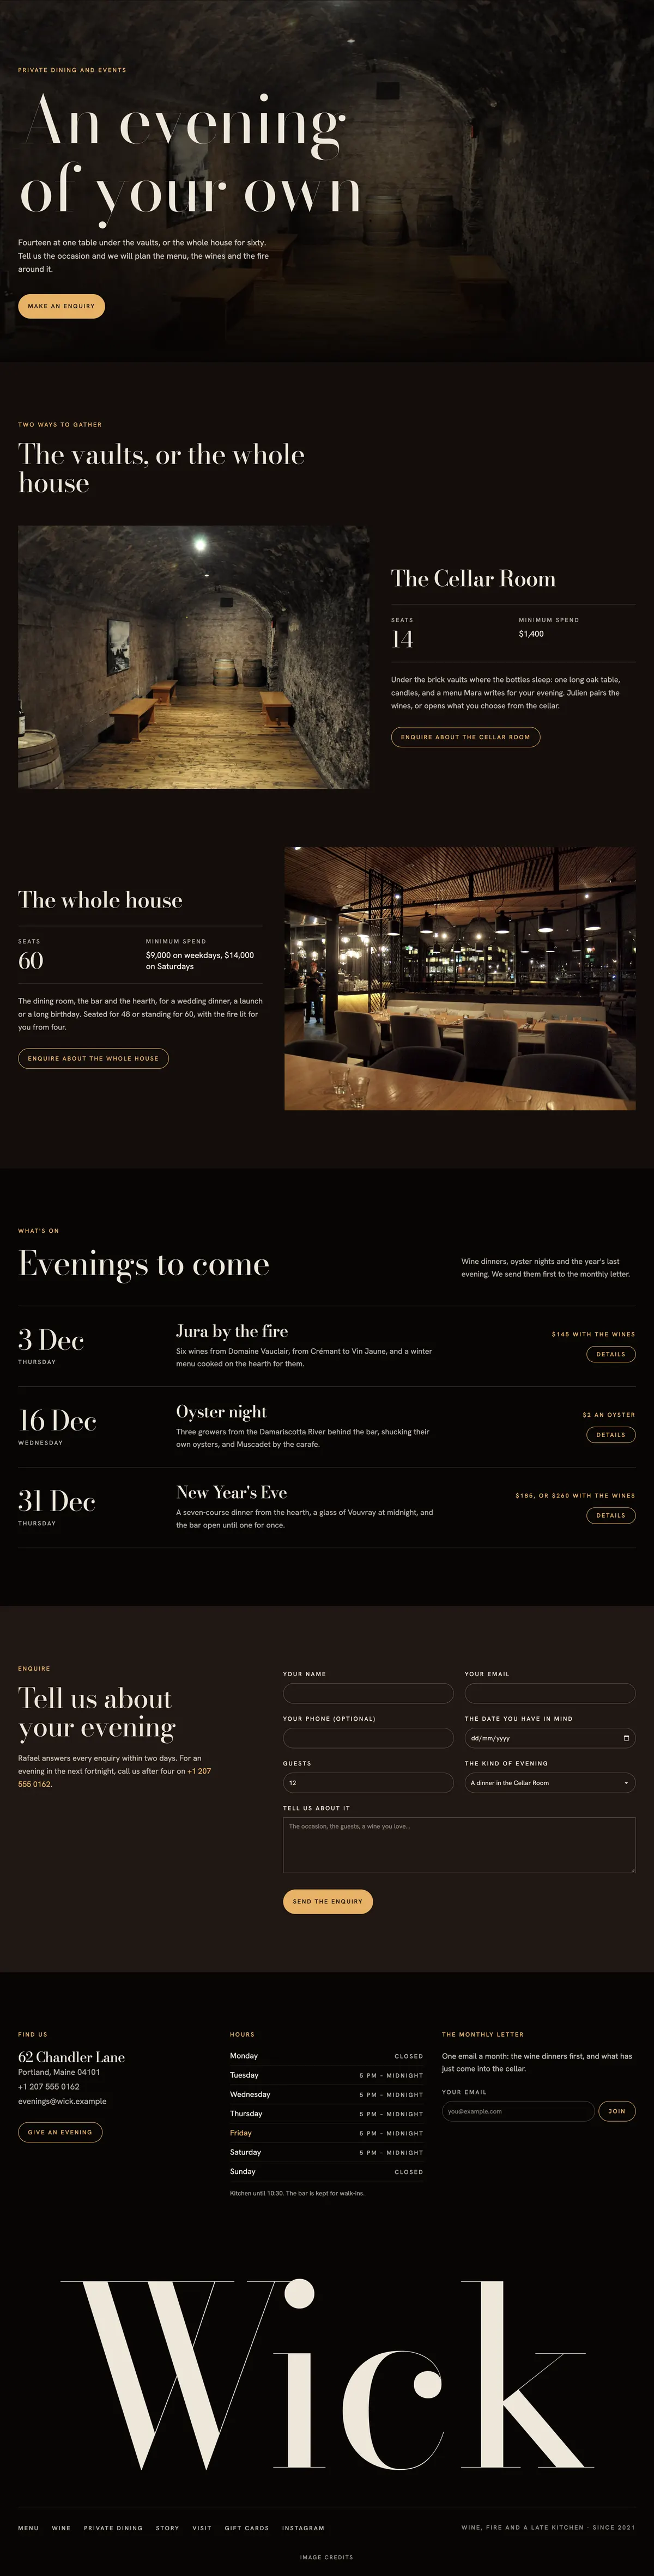 PRIVATE DINING AND EVENTS
An evening
of your own
Fourteen at one table under the vaults, or the whole house for sixty.
Tell us the occasion and we will plan the menu, the wines and the fire
around it.
MAKE AN ENQUIRY
TWO WAYS TO GATHER
The vaults, or the whole
house
The Cellar Room
SEATS
14
MINIMUM SPEND
$1,400
Under the brick vaults where the bottles sleep: one long oak table,
candles, and a menu Mara writes for your evening. Julien pairs the
wines, or opens what you choose from the cellar.
ENQUIRE ABOUT THE CELLAR ROOM
The whole house
SEATS
60
MINIMUM SPEND
$9,000 on weekdays, $14,000
on Saturdays
The dining room, the bar and the hearth, for a wedding dinner, a launch
or a long birthday. Seated for 48 or standing for 60, with the fire lit for
you from four.
ENQUIRE ABOUT THE WHOLE HOUSE
WHAT'S ON
Evenings to come
Wine dinners, oyster nights and the year's last
evening. We send them first to the monthly letter.
3 Dec
THURSDAY
Jura by the fire
Six wines from Domaine Vauclair, from Crémant to Vin Jaune, and a winter
menu cooked on the hearth for them.
$145 WITH THE WINES
DETAILS
16 Dec
WEDNESDAY
Oyster night
Three growers from the Damariscotta River behind the bar, shucking their
own oysters, and Muscadet by the carafe.
$2 AN OYSTER
DETAILS
31 Dec
THURSDAY
New Year's Eve
A seven-course dinner from the hearth, a glass of Vouvray at midnight, and
the bar open until one for once.
$185, OR $260 WITH THE WINES
DETAILS
ENQUIRE
Tell us about
your evening
Rafael answers every enquiry within two days. For an
evening in the next fortnight, call us after four on +1 207
555 0162.
YOUR NAME
YOUR EMAIL
YOUR PHONE (OPTIONAL)
THE DATE YOU HAVE IN MIND
dd/mm/yyyy
GUESTS
12
THE KIND OF EVENING
A dinner in the Cellar Room
TELL US ABOUT IT
The occasion, the guests, a wine you love…
SEND THE ENQUIRY
FIND US
62 Chandler Lane
Portland, Maine 04101
+1 207 555 0162
evenings@wick.example
GIVE AN EVENING
HOURS
Monday CLOSED
Tuesday 5 PM – MIDNIGHT
Wednesday 5 PM – MIDNIGHT
Thursday 5 PM – MIDNIGHT
Friday 5 PM – MIDNIGHT
Saturday 5 PM – MIDNIGHT
Sunday CLOSED
Kitchen until 10:30. The bar is kept for walk-ins.
THE MONTHLY LETTER
One email a month: the wine dinners first, and what has
just come into the cellar.
YOUR EMAIL
you@example.com
JOIN
Wick
MENU WINE PRIVATE DINING STORY VISIT GIFT CARDS INSTAGRAM
WINE, FIRE AND A LATE KITCHEN · SINCE 2021
IMAGE CREDITS